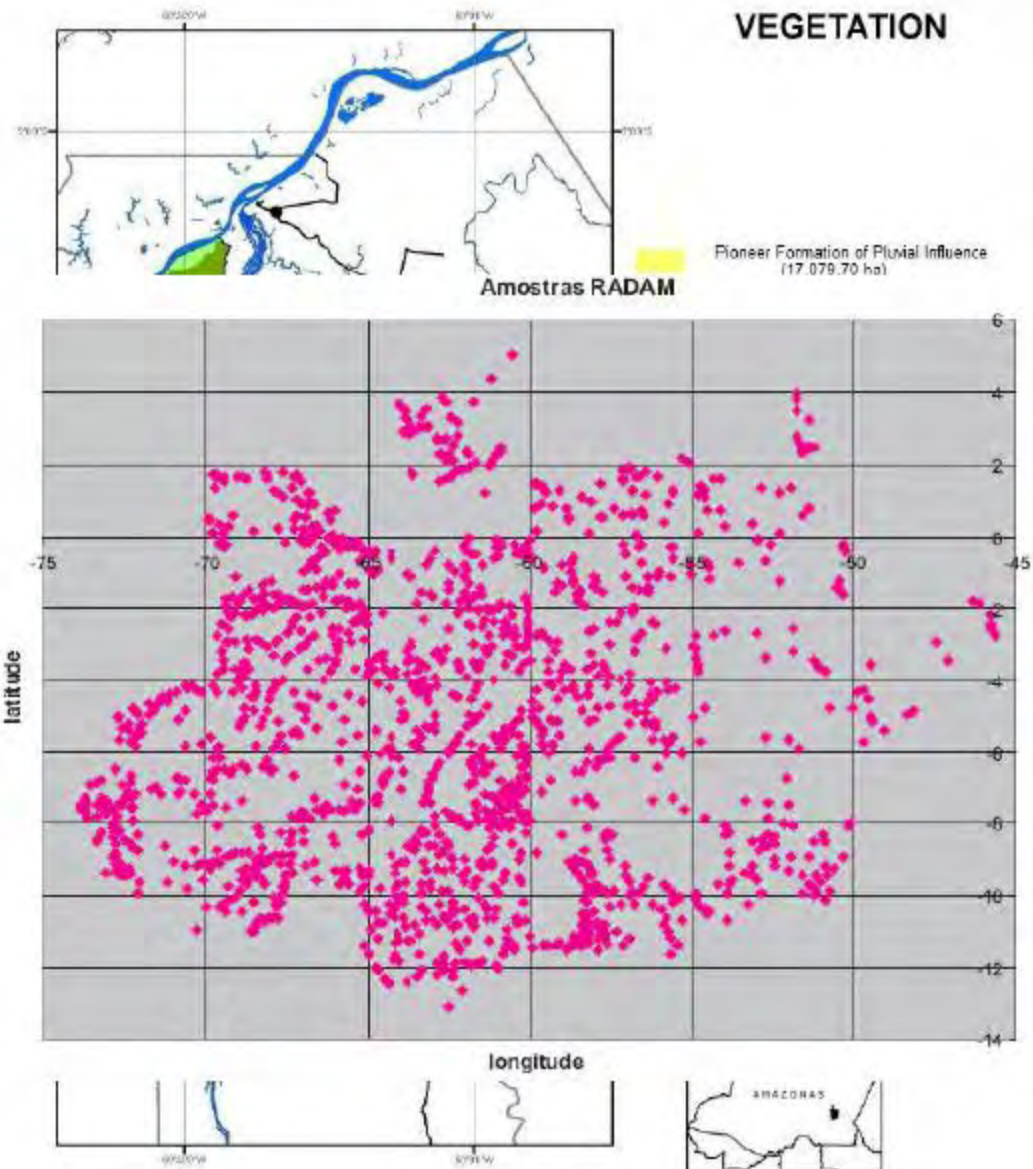 VEGETATION
Pioneer Formation of Pluvial Influence
(17.079,70 ha)
Amostras RADAM
6
4
2
0
-75
-70
-65
-60
-55
-50
-45
-2
-4
-6
-8
-10
-12
-14
latitude
longitude
AMAZONAS